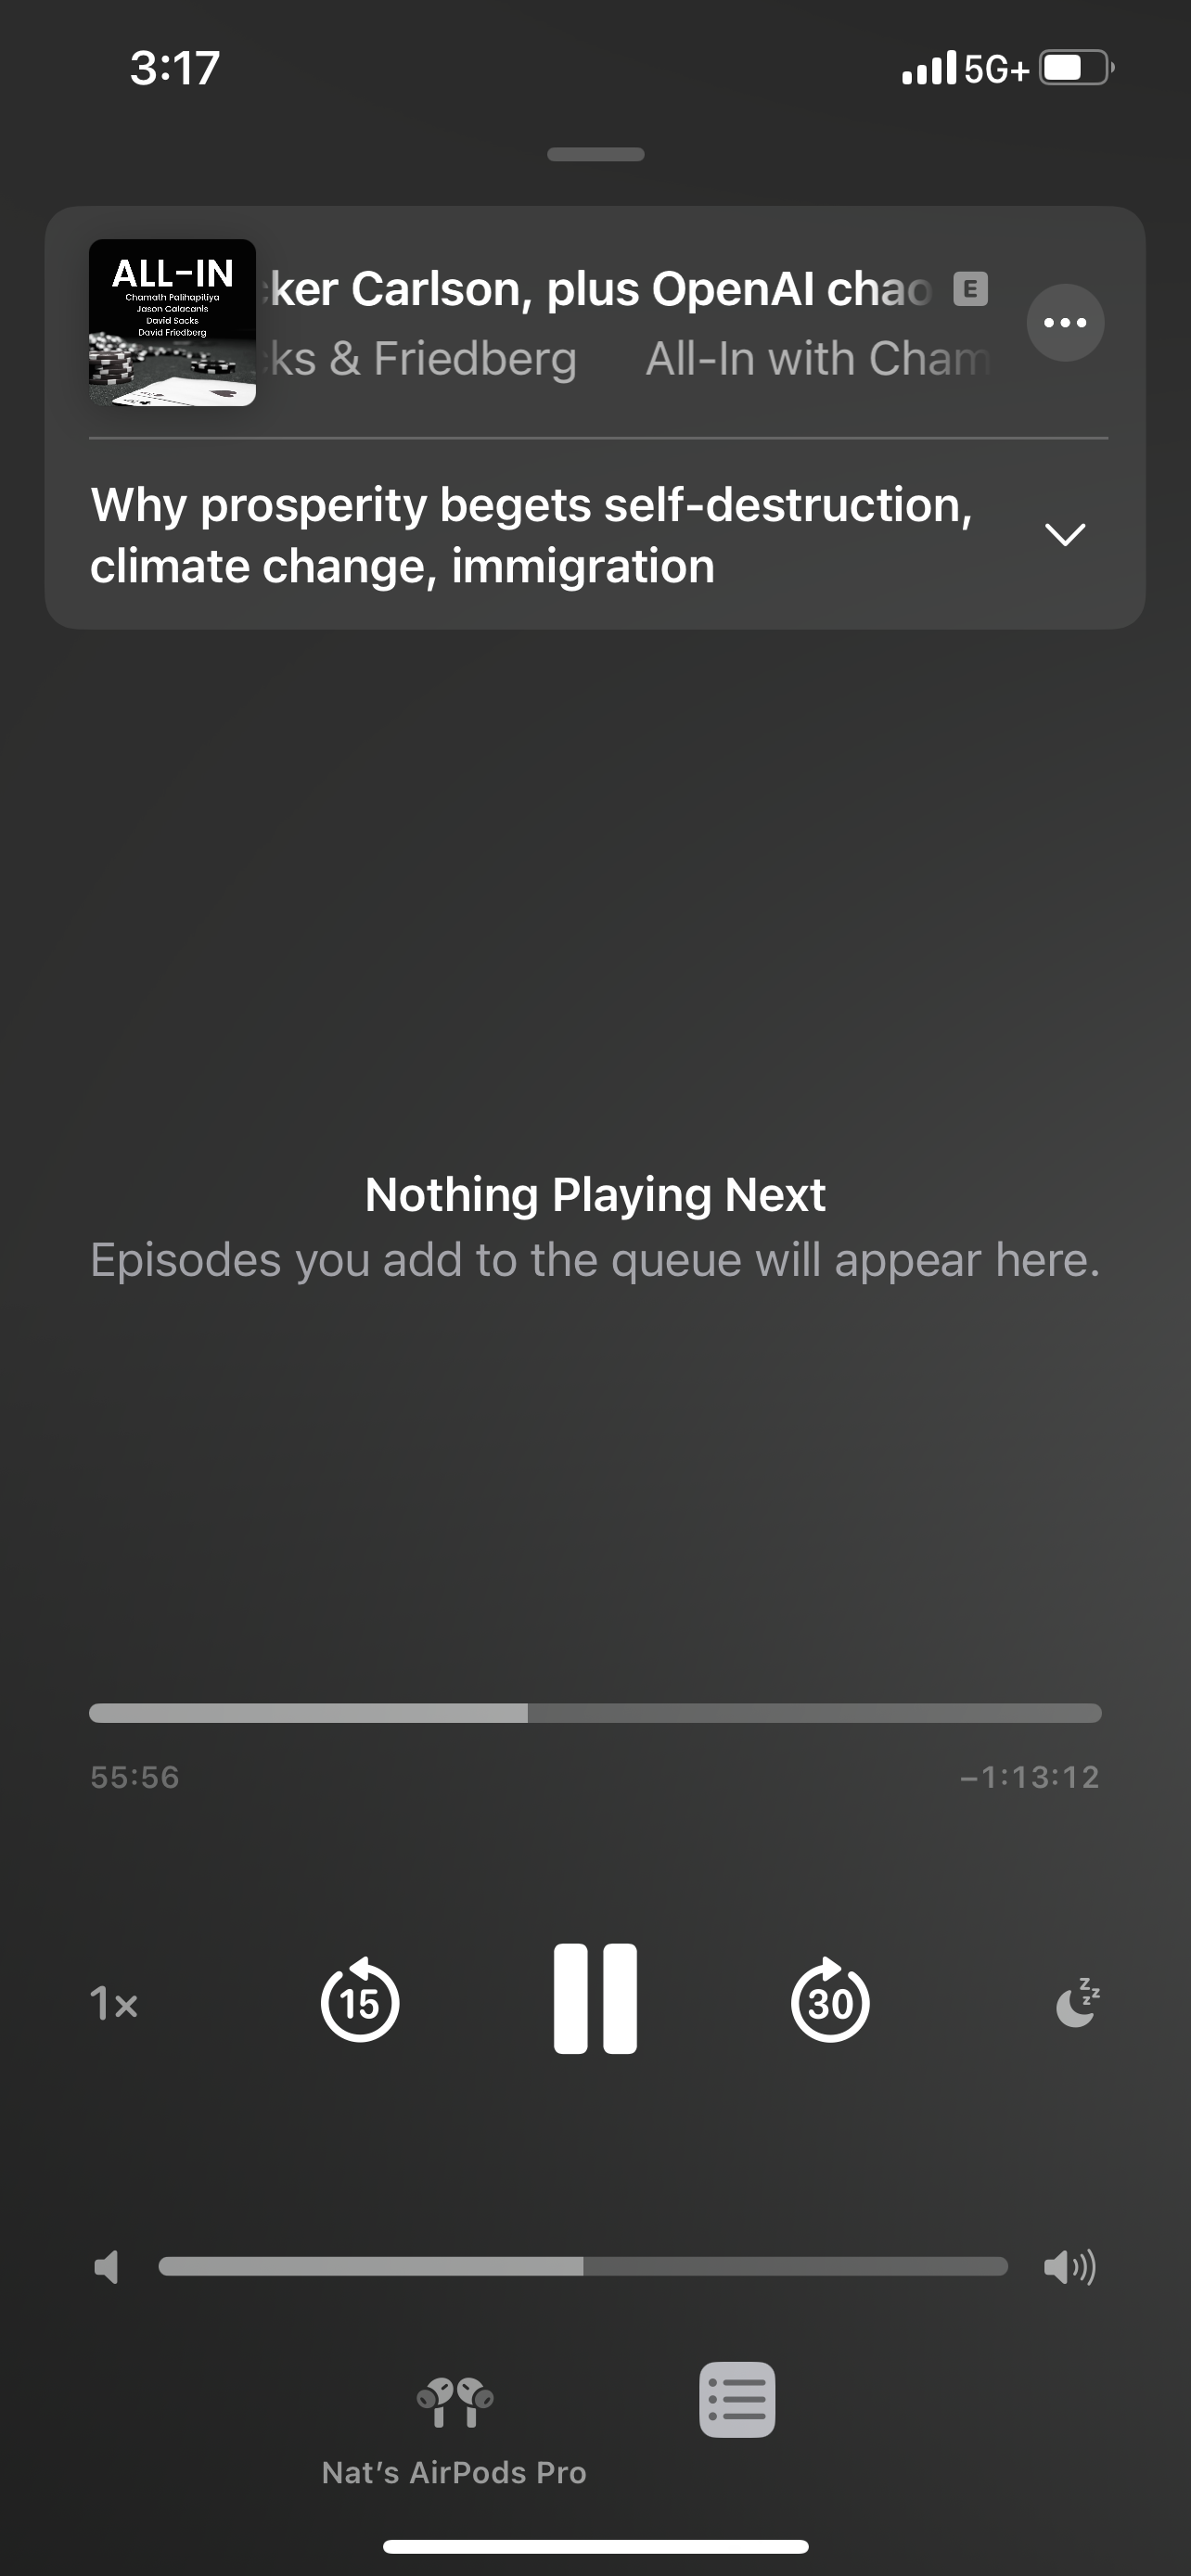 3:17 5G+
ALL-IN
Chamath Palihapitiya
Jason Calacanis
David Sacks
David Friedberg
ker Carlson, plus OpenAI chao E
cks & Friedberg All-In with Cham
Why prosperity begets self-destruction,
climate change, immigration
Nothing Playing Next
Episodes you add to the queue will appear here.
55:56 –1:13:12
1× 15 30 zzz
Nat’s AirPods Pro